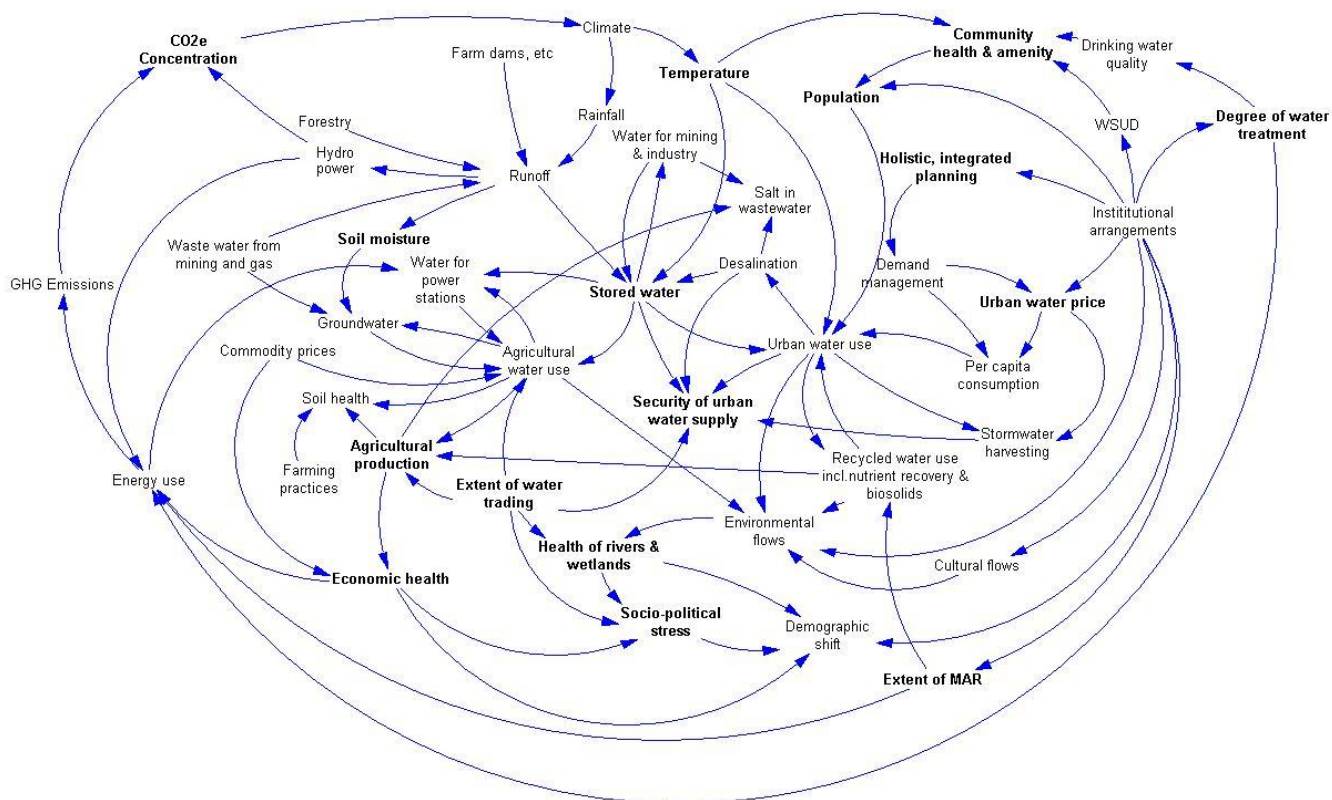 Climate
CO2e
Concentration
Farm dams, etc
Temperature
Community
health & amenity
Drinking water
quality
Population
Degree of water
treatment
Forestry
Rainfall
WSUD
Water for mining
& industry
Hydro
power
Runoff
Holistic, integrated
planning
Salt in
wastewater
Instititutional
arrangements
Waste water from
mining and gas
Soil moisture
Water for
power
stations
Desalination
Demand
management
GHG Emissions
Stored water
Urban water price
Groundwater
Commodity prices
Agricultural
water use
Urban water use
Per capita
consumption
Soil health
Security of urban
water supply
Agricultural
production
Stormwater
harvesting
Farming
practices
Energy use
Extent of water
trading
Recycled water use
incl.nutrient recovery &
biosolids
Environmental
flows
Health of rivers &
wetlands
Cultural flows
Economic health
Socio-political
stress
Demographic
shift
Extent of MAR